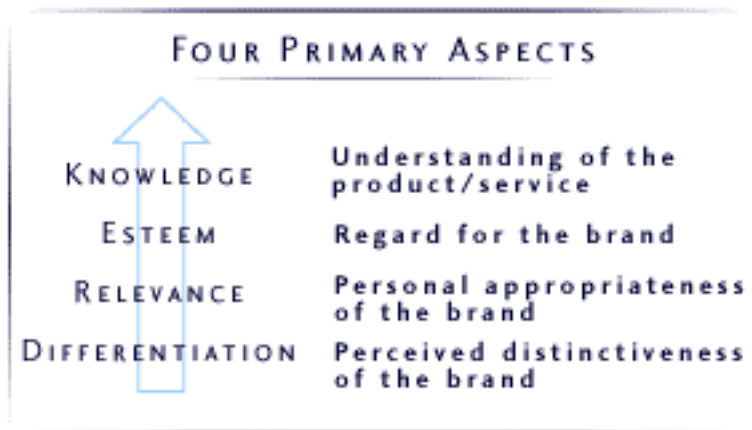 FOUR PRIMARY ASPECTS
KNOWLEDGE
Understanding of the
product/service
ESTEEM
Regard for the brand
RELEVANCE
Personal appropriateness
of the brand
DIFFERENTIATION
Perceived distinctiveness
of the brand